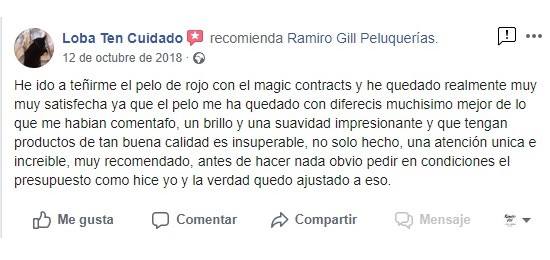 Loba Ten Cuidado recomienda Ramiro Gill Peluquerías.
12 de octubre de 2018 ·
He ido a teñirme el pelo de rojo con el magic contracts y he quedado realmente muy
muy satisfecha ya que el pelo me ha quedado con diferecis muchisimo mejor de lo
que me habian comentafo, un brillo y una suavidad impresionante y que tengan
productos de tan buena calidad es insuperable, no solo hecho, una atención unica e
increible, muy recomendado, antes de hacer nada obvio pedir en condiciones el
presupuesto como hice yo y la verdad quedo ajustado a eso.
Me gusta Comentar Compartir Mensaje